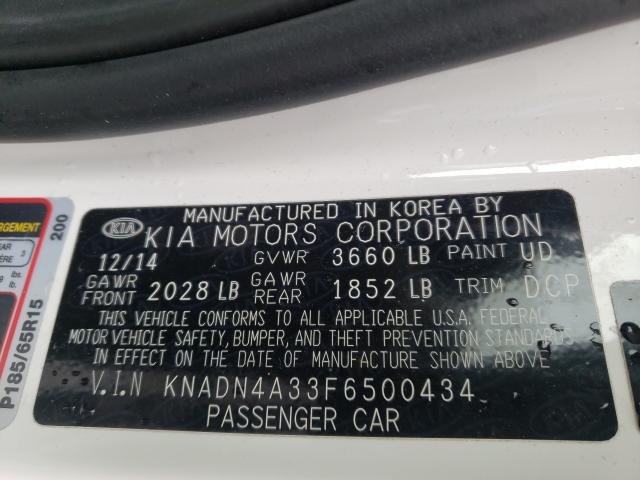 MANUFACTURED IN KOREA BY
KIA KIA MOTORS CORPORATION
12/14 GVWR 3660 LB PAINT UD
GAWR FRONT 2028 LB GAWR REAR 1852 LB TRIM DCP
THIS VEHICLE CONFORMS TO ALL APPLICABLE U.S.A. FEDERAL
MOTOR VEHICLE SAFETY, BUMPER, AND THEFT PREVENTION STANDARDS
IN EFFECT ON THE DATE OF MANUFACTURE SHOWN ABOVE
V.I.N KNADN4A33F6500434
PASSENGER CAR
P185/65R15
200